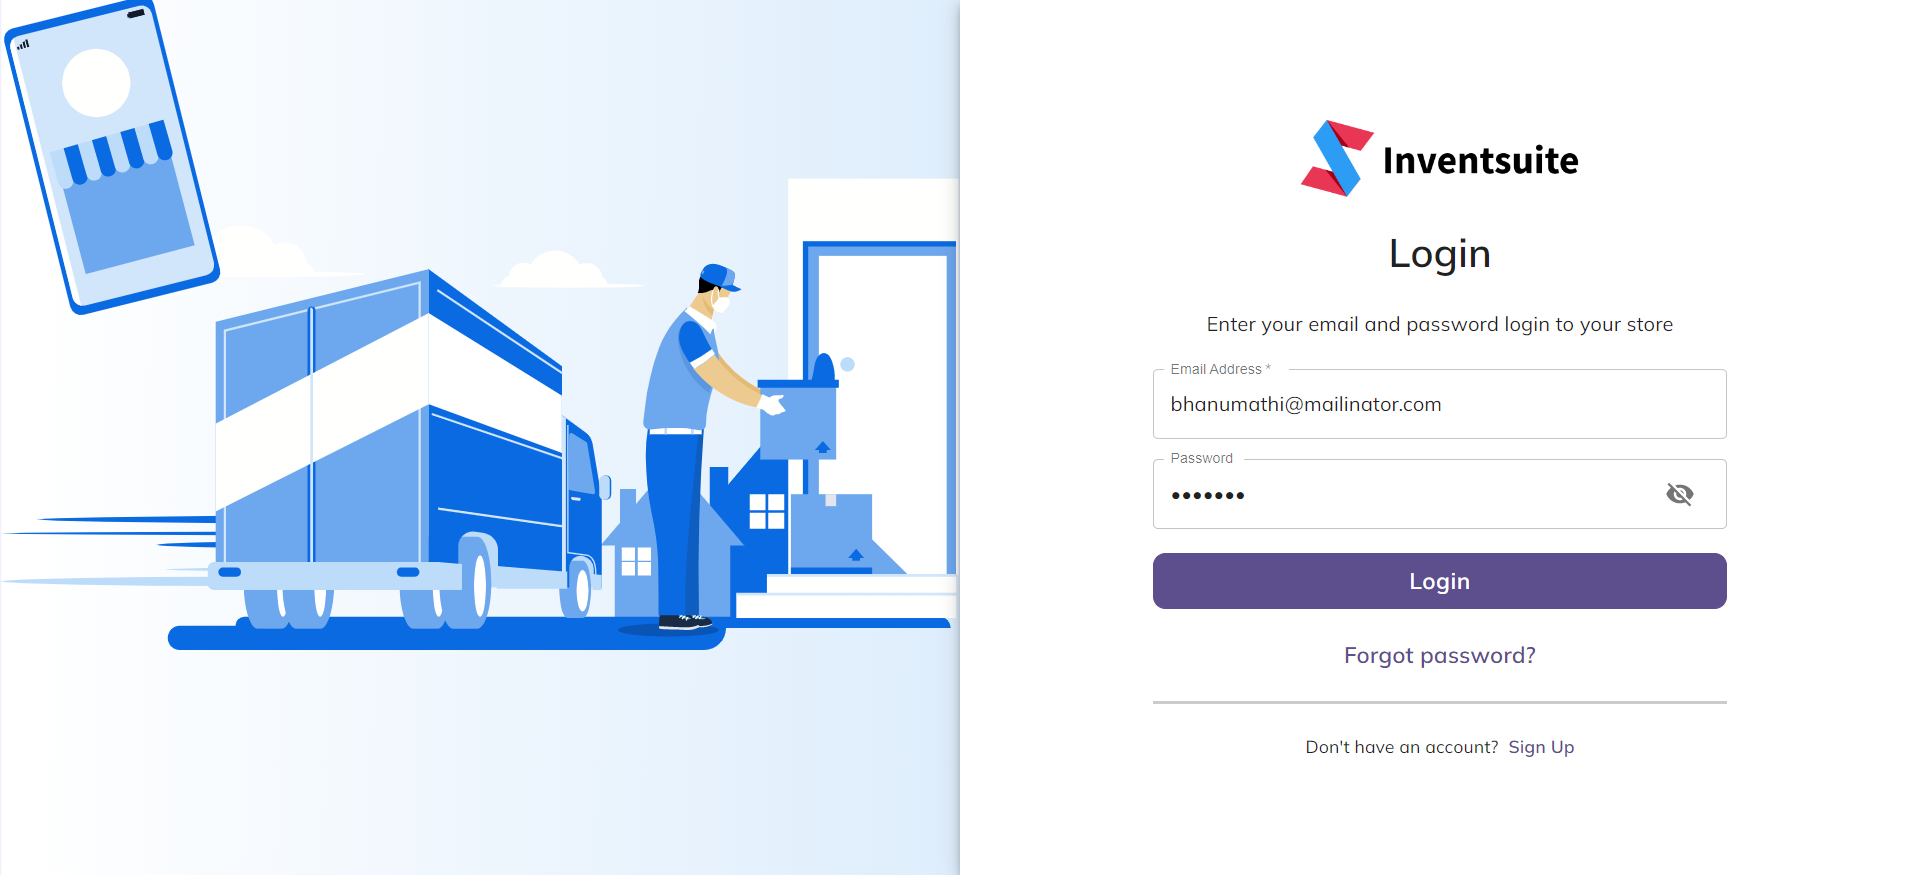 Inventsuite
Login
Enter your email and password login to your store
Email Address *
bhanumathi@mailinator.com
Password
•••••••
Login
Forgot password?
Don't have an account? Sign Up